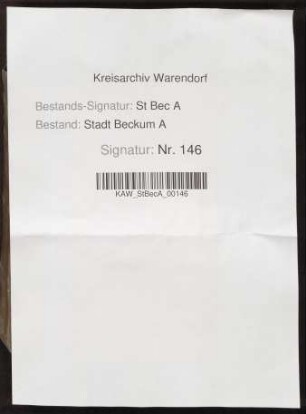 Kreisarchiv Warendorf
Bestands-Signatur: St Bec A
Bestand: Stadt Beckum A
Signatur: Nr. 146
KAW_StBecA_00146